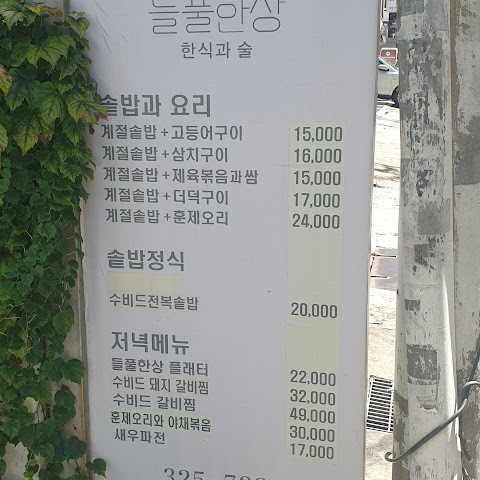 들풀한상
한식과 술
솥밥과 요리
계절솥밥+고등어구이 15,000
계절솥밥+삼치구이 16,000
계절솥밥+제육볶음과쌈 15,000
계절솥밥+더덕구이 17,000
계절솥밥+훈제오리 24,000
솥밥정식
수비드전복솥밥 20,000
저녁메뉴
들풀한상 플래터 22,000
수비드 돼지 갈비찜 32,000
수비드 갈비찜 49,000
훈제오리와 야채볶음 30,000
새우파전 17,000